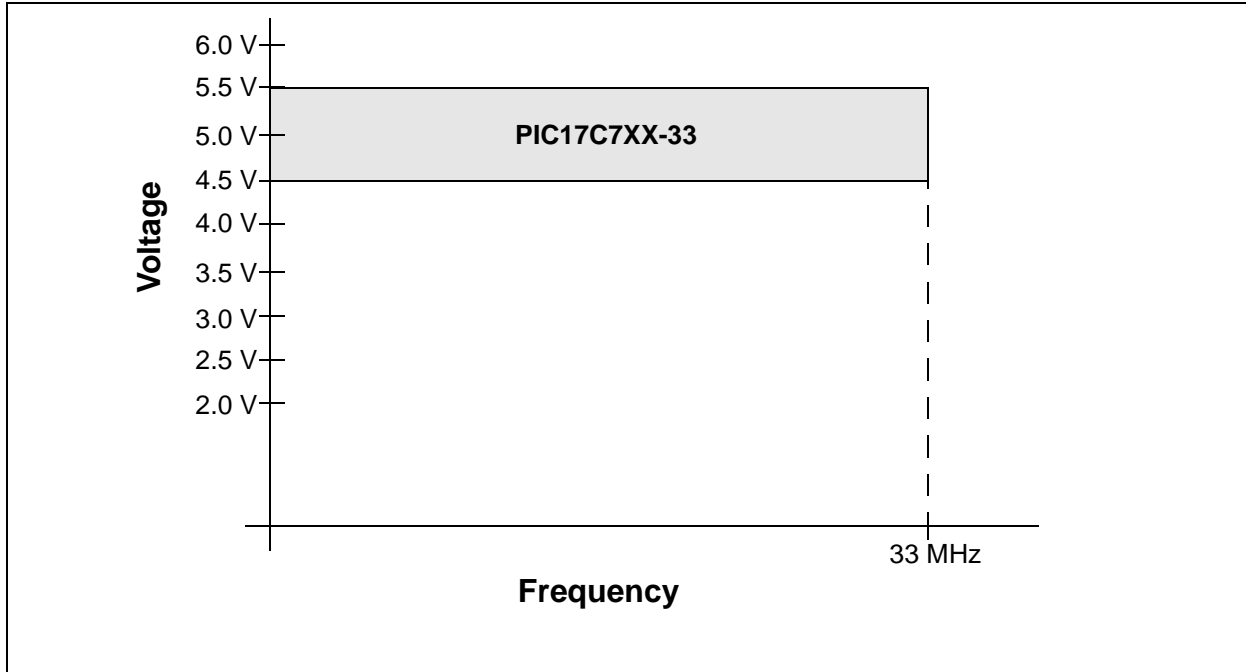 6.0 V
5.5 V
5.0 V
4.5 V
4.0 V
3.5 V
3.0 V
2.5 V
2.0 V
Voltage
PIC17C7XX-33
33 MHz
Frequency